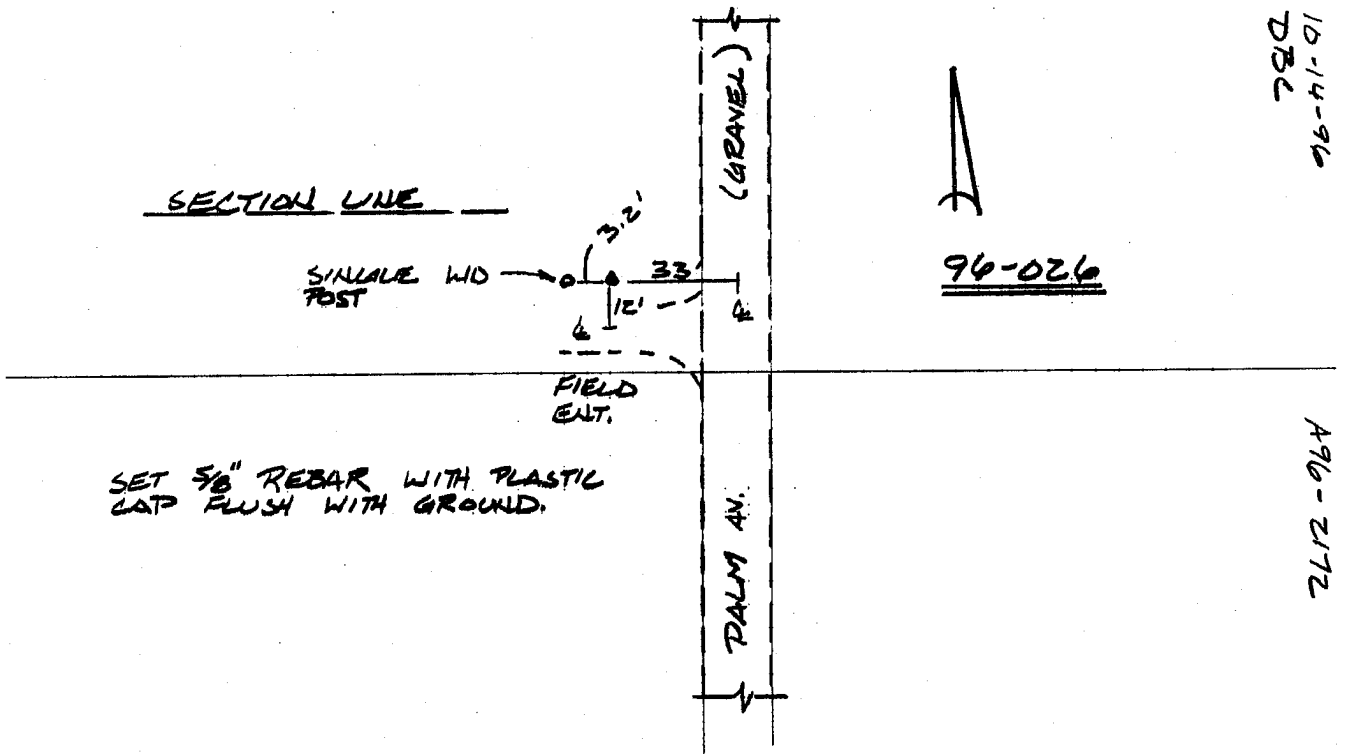 10-14-96
DBC
(GRAVEL)
SECTION LINE
3.2'
SINGLE WD
POST
33'
12'
℄
℄
96-026
FIELD
ENT.
SET 5/8" REBAR WITH PLASTIC
CAP FLUSH WITH GROUND.
PALM AV.
A96-2172